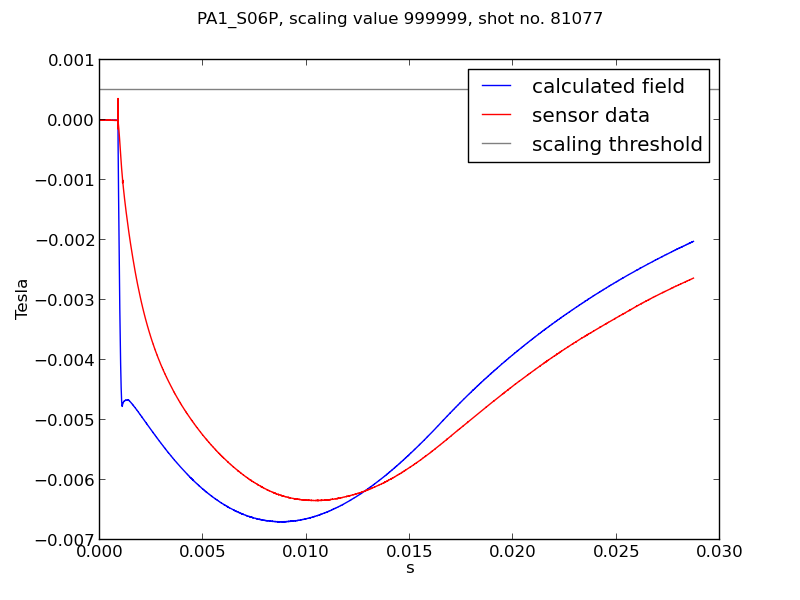 PA1_S06P, scaling value 999999, shot no. 81077
0.001
0.000
−0.001
−0.002
−0.003
−0.004
−0.005
−0.006
−0.007
Tesla
calculated field
sensor data
scaling threshold
0.000 0.005 0.010 0.015 0.020 0.025 0.030
s